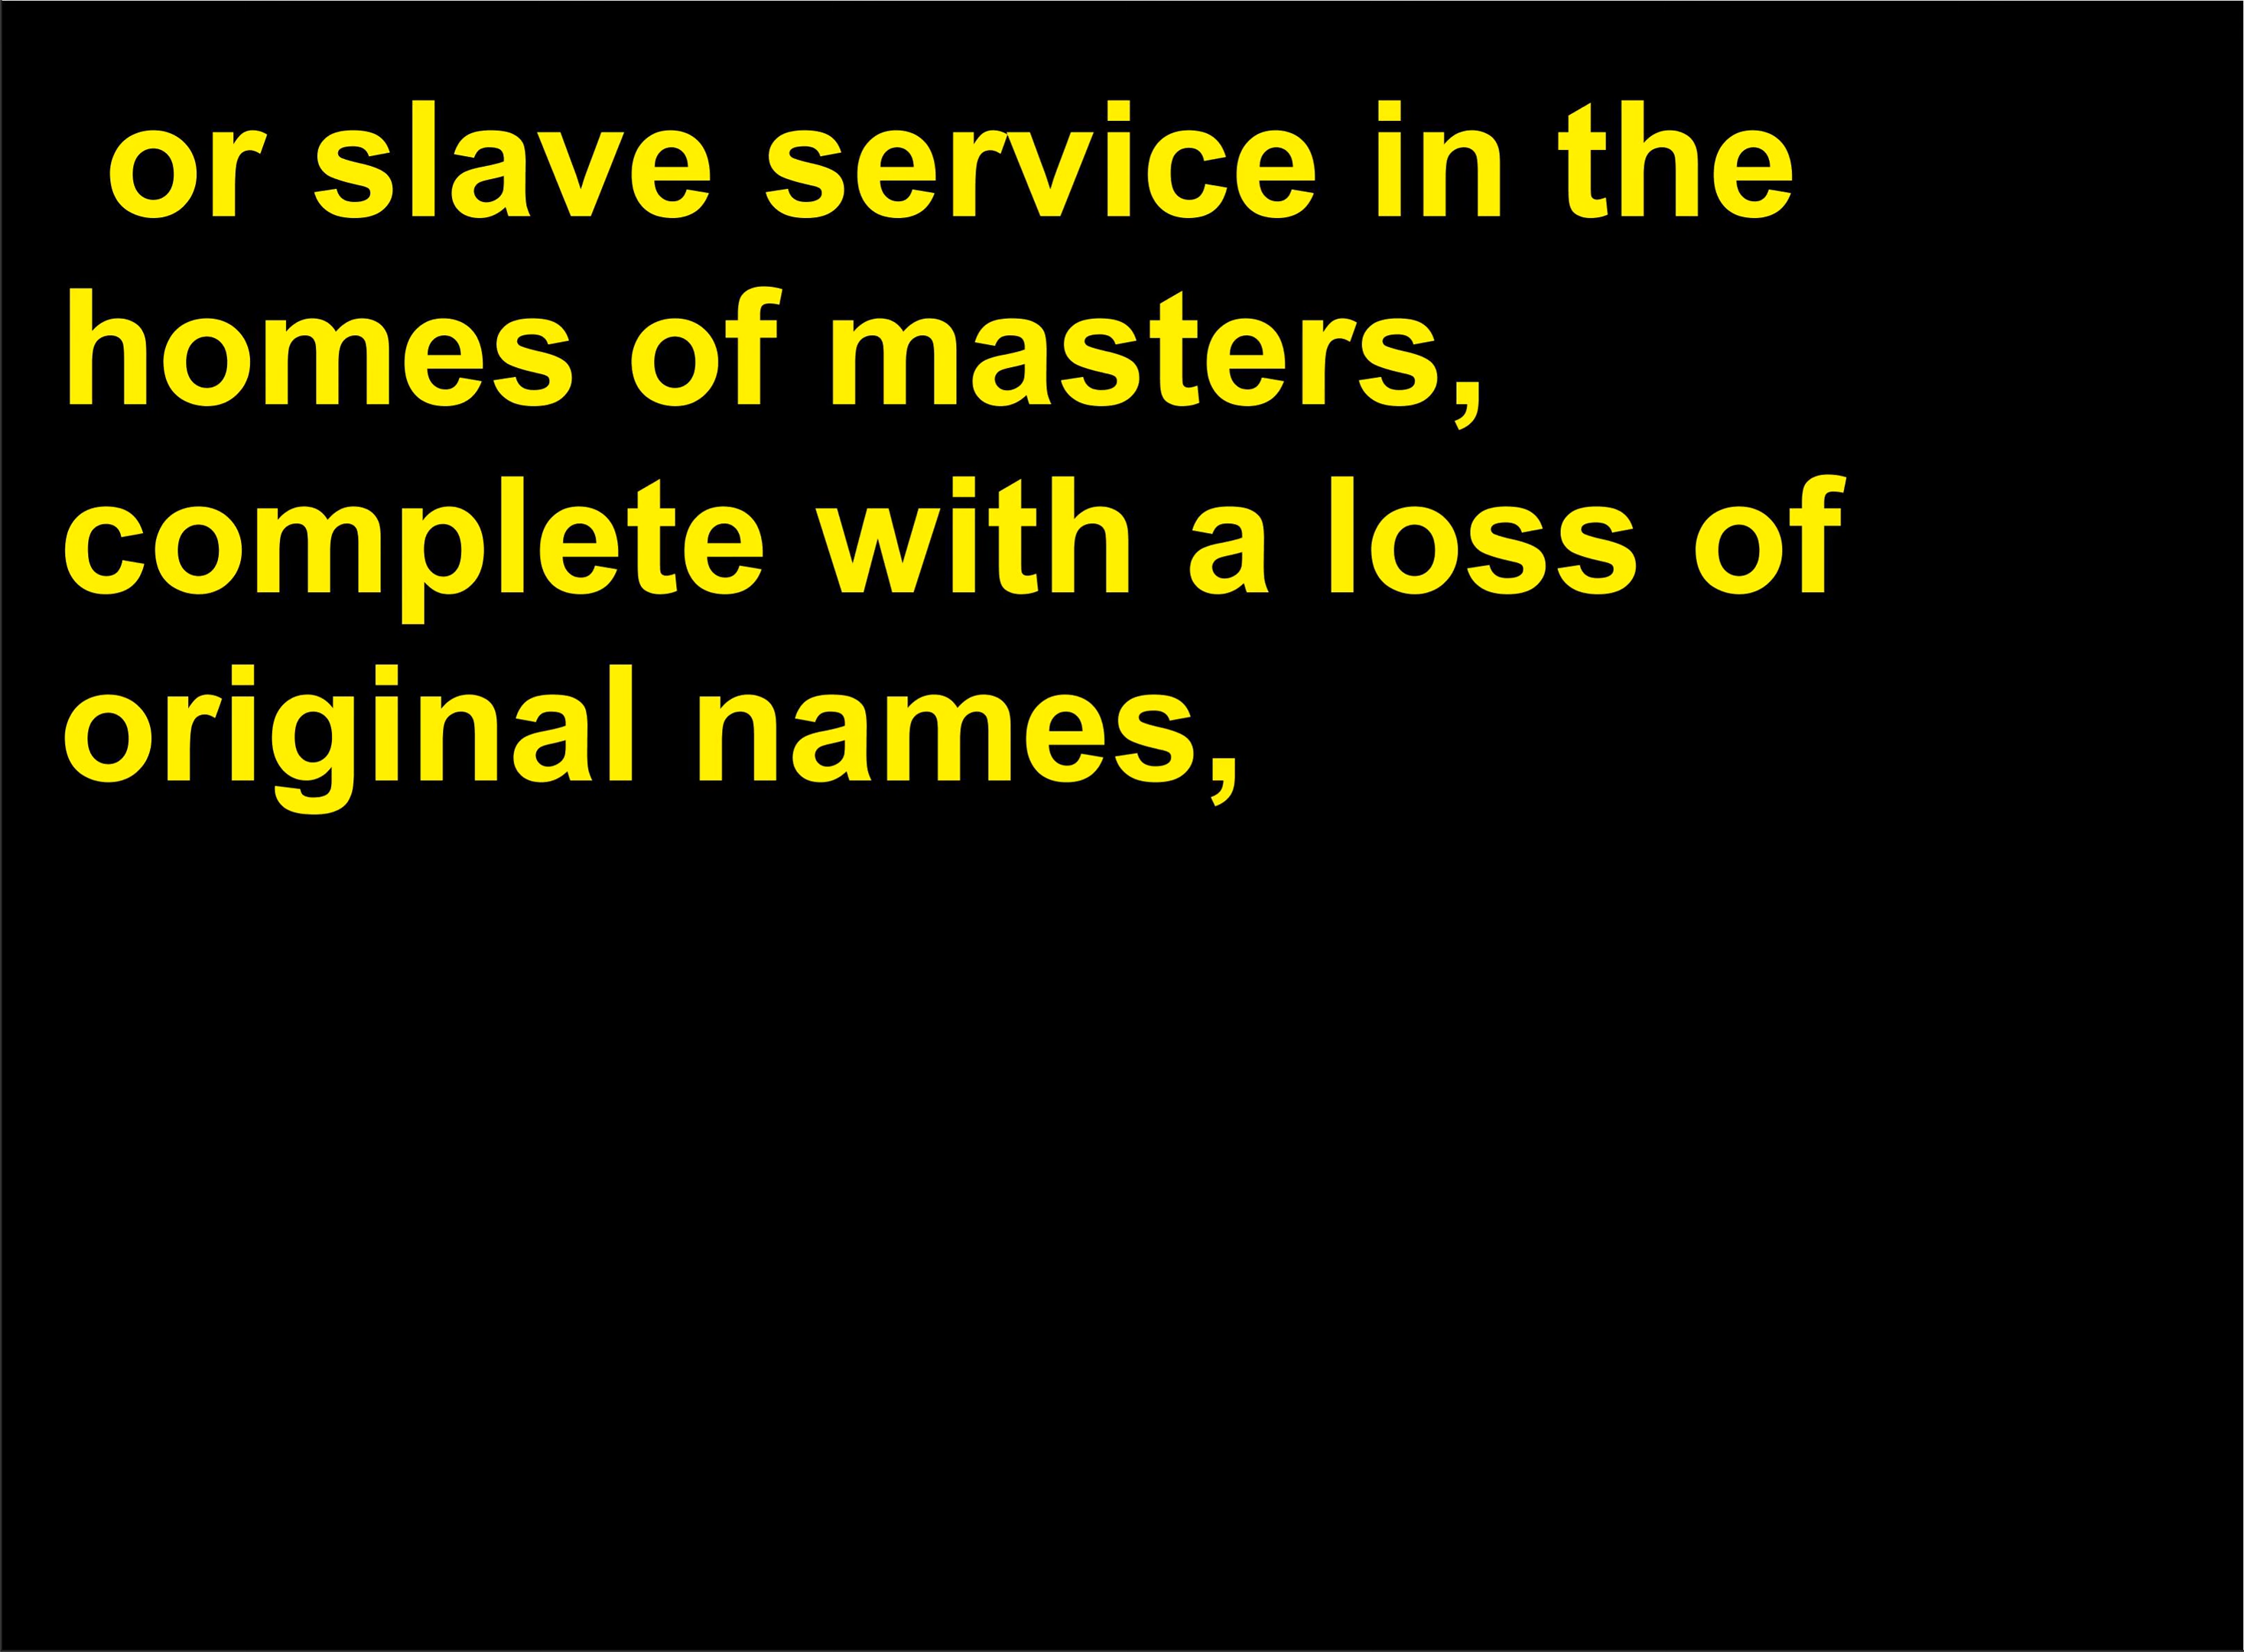 or slave service in the
homes of masters,
complete with a loss of
original names,